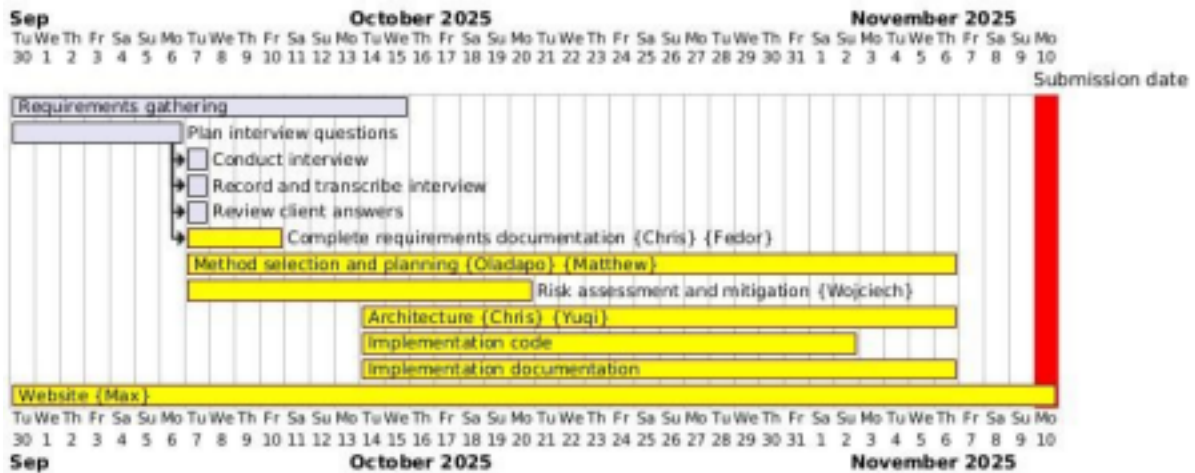 Sep October 2025 November 2025
Tu We Th Fr Sa Su Mo Tu We Th Fr Sa Su Mo Tu We Th Fr Sa Su Mo Tu We Th Fr Sa Su Mo Tu We Th Fr Sa Su Mo Tu We Th Fr Sa Su Mo
30 1 2 3 4 5 6 7 8 9 10 11 12 13 14 15 16 17 18 19 20 21 22 23 24 25 26 27 28 29 30 31 1 2 3 4 5 6 7 8 9 10
Submission date
Requirements gathering
Plan interview questions
Conduct interview
Record and transcribe interview
Review client answers
Complete requirements documentation {Chris} {Fedor}
Method selection and planning {Oladapo} {Matthew}
Risk assessment and mitigation {Wojciech}
Architecture {Chris} {Yuqi}
Implementation code
Implementation documentation
Website {Max}
Tu We Th Fr Sa Su Mo Tu We Th Fr Sa Su Mo Tu We Th Fr Sa Su Mo Tu We Th Fr Sa Su Mo Tu We Th Fr Sa Su Mo Tu We Th Fr Sa Su Mo
30 1 2 3 4 5 6 7 8 9 10 11 12 13 14 15 16 17 18 19 20 21 22 23 24 25 26 27 28 29 30 31 1 2 3 4 5 6 7 8 9 10
Sep October 2025 November 2025